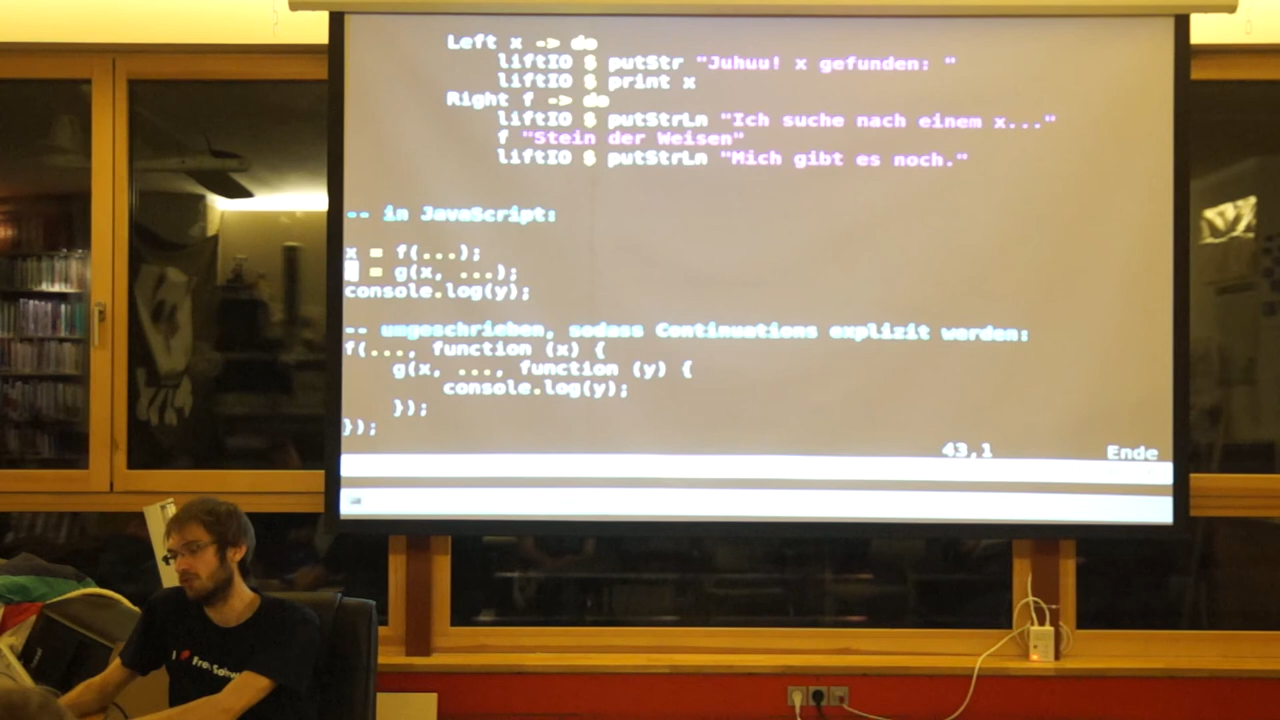 Left x -> do
liftIO $ putStr "Juhuu! x gefunden: "
liftIO $ print x
Right f -> do
liftIO $ putStrLn "Ich suche nach einem x..."
f "Stein der Weisen"
liftIO $ putStrLn "Mich gibt es noch."
-- in JavaScript:
x = f(...);
= g(x, ...);
console.log(y);
-- umgeschrieben, sodass Continuations explizit werden:
f(..., function (x) {
g(x, ..., function (y) {
console.log(y);
});
});
43,1 Ende
I ❤ Free